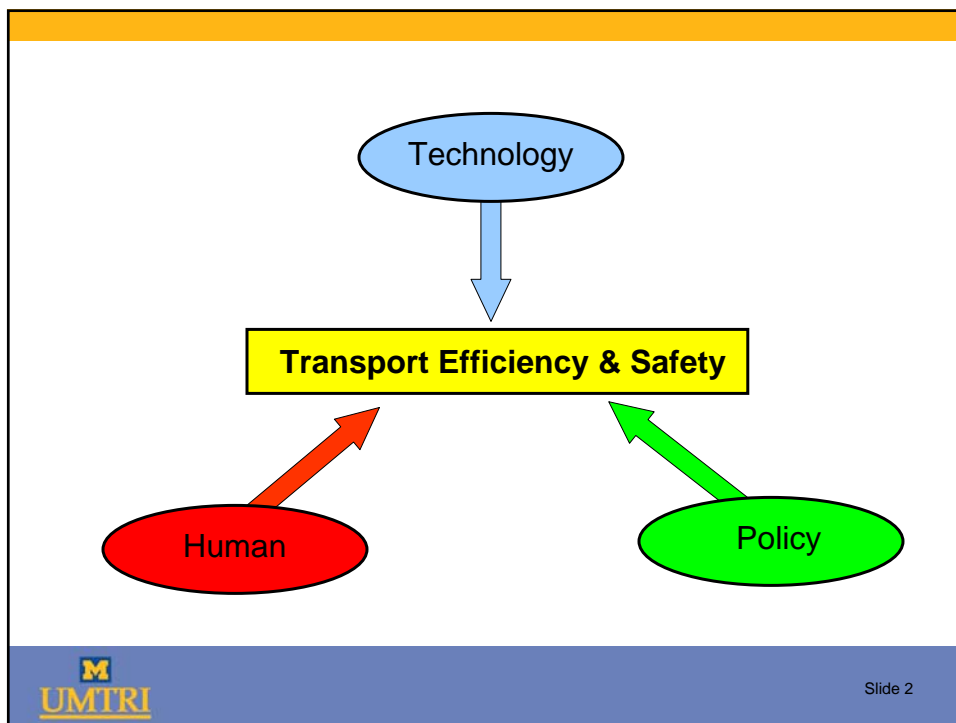 Technology
Transport Efficiency & Safety
Human
Policy
M
UMTRI
Slide 2